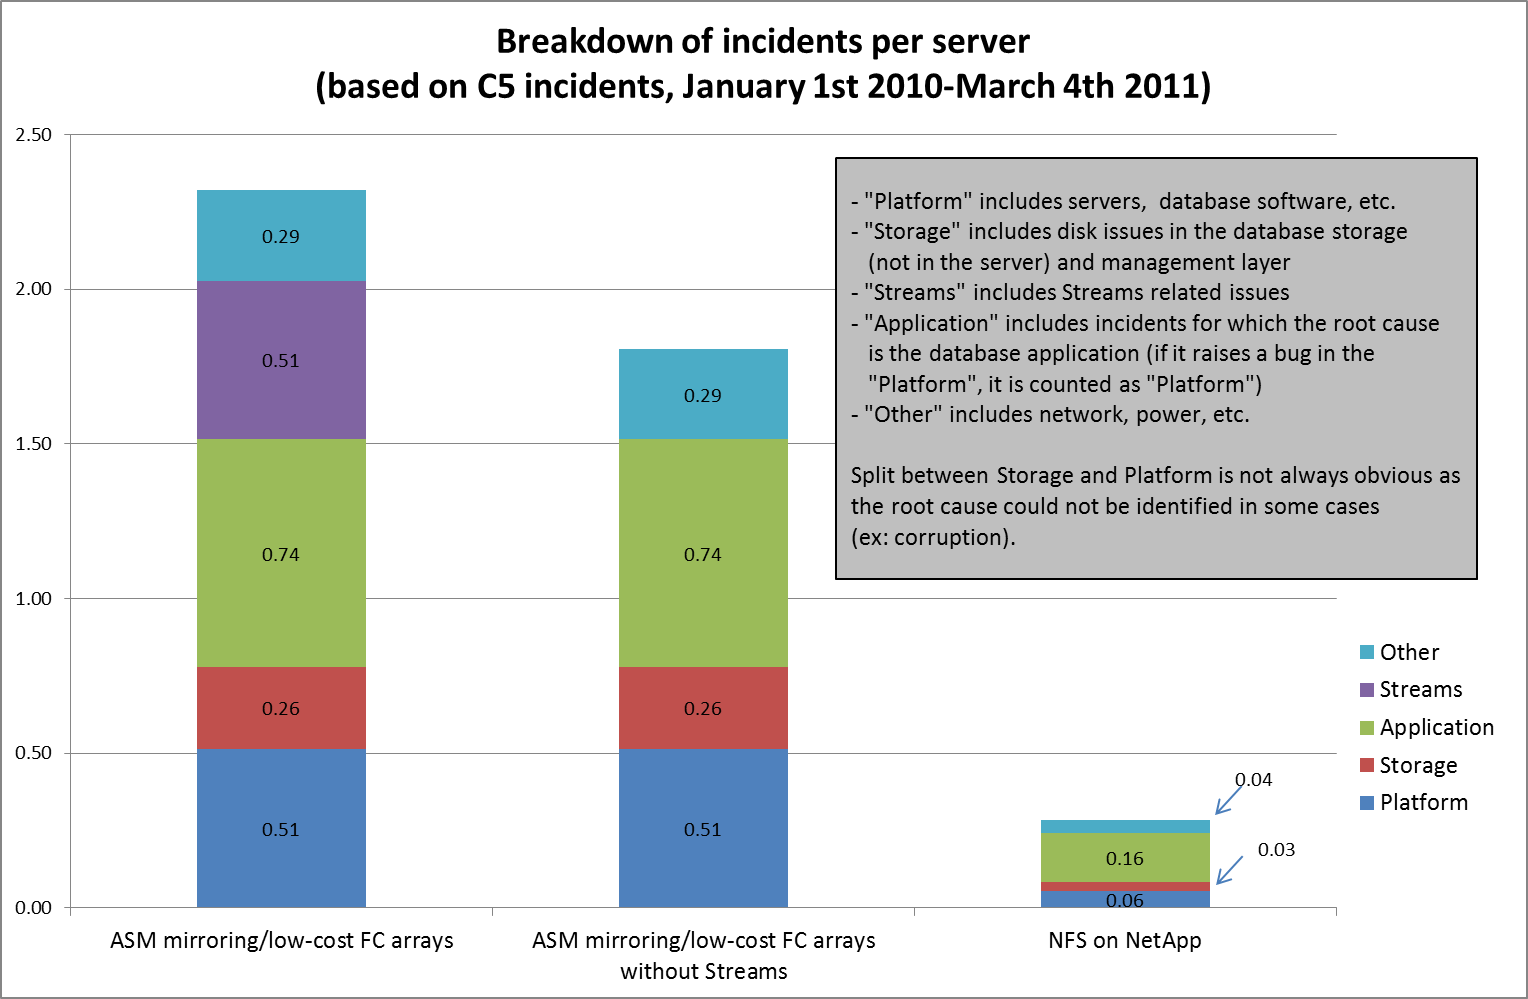 Breakdown of incidents per server
(based on C5 incidents, January 1st 2010-March 4th 2011)
2.50
2.00
1.50
1.00
0.50
0.00
0.29
0.51
0.74
0.26
0.51
0.29
0.74
0.26
0.51
0.04
0.16
0.03
0.06
- "Platform" includes servers,  database software, etc.
- "Storage" includes disk issues in the database storage
(not in the server) and management layer
- "Streams" includes Streams related issues
- "Application" includes incidents for which the root cause
is the database application (if it raises a bug in the
"Platform", it is counted as "Platform")
- "Other" includes network, power, etc.
Split between Storage and Platform is not always obvious as
the root cause could not be identified in some cases
(ex: corruption).
Other
Streams
Application
Storage
Platform
ASM mirroring/low-cost FC arrays
ASM mirroring/low-cost FC arrays
without Streams
NFS on NetApp